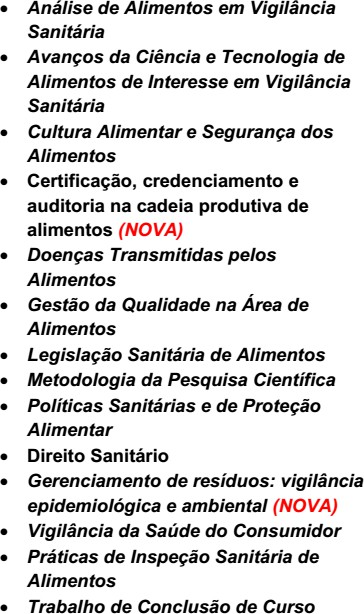 • Análise de Alimentos em Vigilância
Sanitária
• Avanços da Ciência e Tecnologia de
Alimentos de Interesse em Vigilância
Sanitária
• Cultura Alimentar e Segurança dos
Alimentos
• Certificação, credenciamento e
auditoria na cadeia produtiva de
alimentos (NOVA)
• Doenças Transmitidas pelos
Alimentos
• Gestão da Qualidade na Área de
Alimentos
• Legislação Sanitária de Alimentos
• Metodologia da Pesquisa Científica
• Políticas Sanitárias e de Proteção
Alimentar
• Direito Sanitário
• Gerenciamento de resíduos: vigilância
epidemiológica e ambiental (NOVA)
• Vigilância da Saúde do Consumidor
• Práticas de Inspeção Sanitária de
Alimentos
• Trabalho de Conclusão de Curso